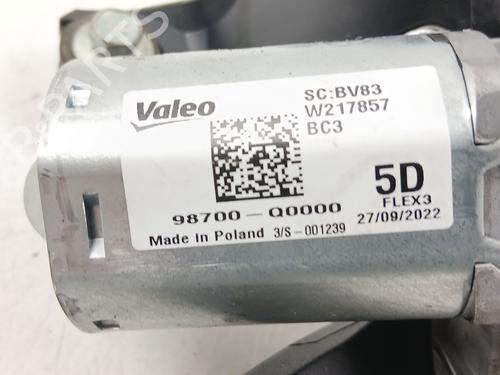 Valeo
SC:BV83
W217857
BC3
5D
FLEX3
98700-Q0000
27/09/2022
Made in Poland 3/S-001239